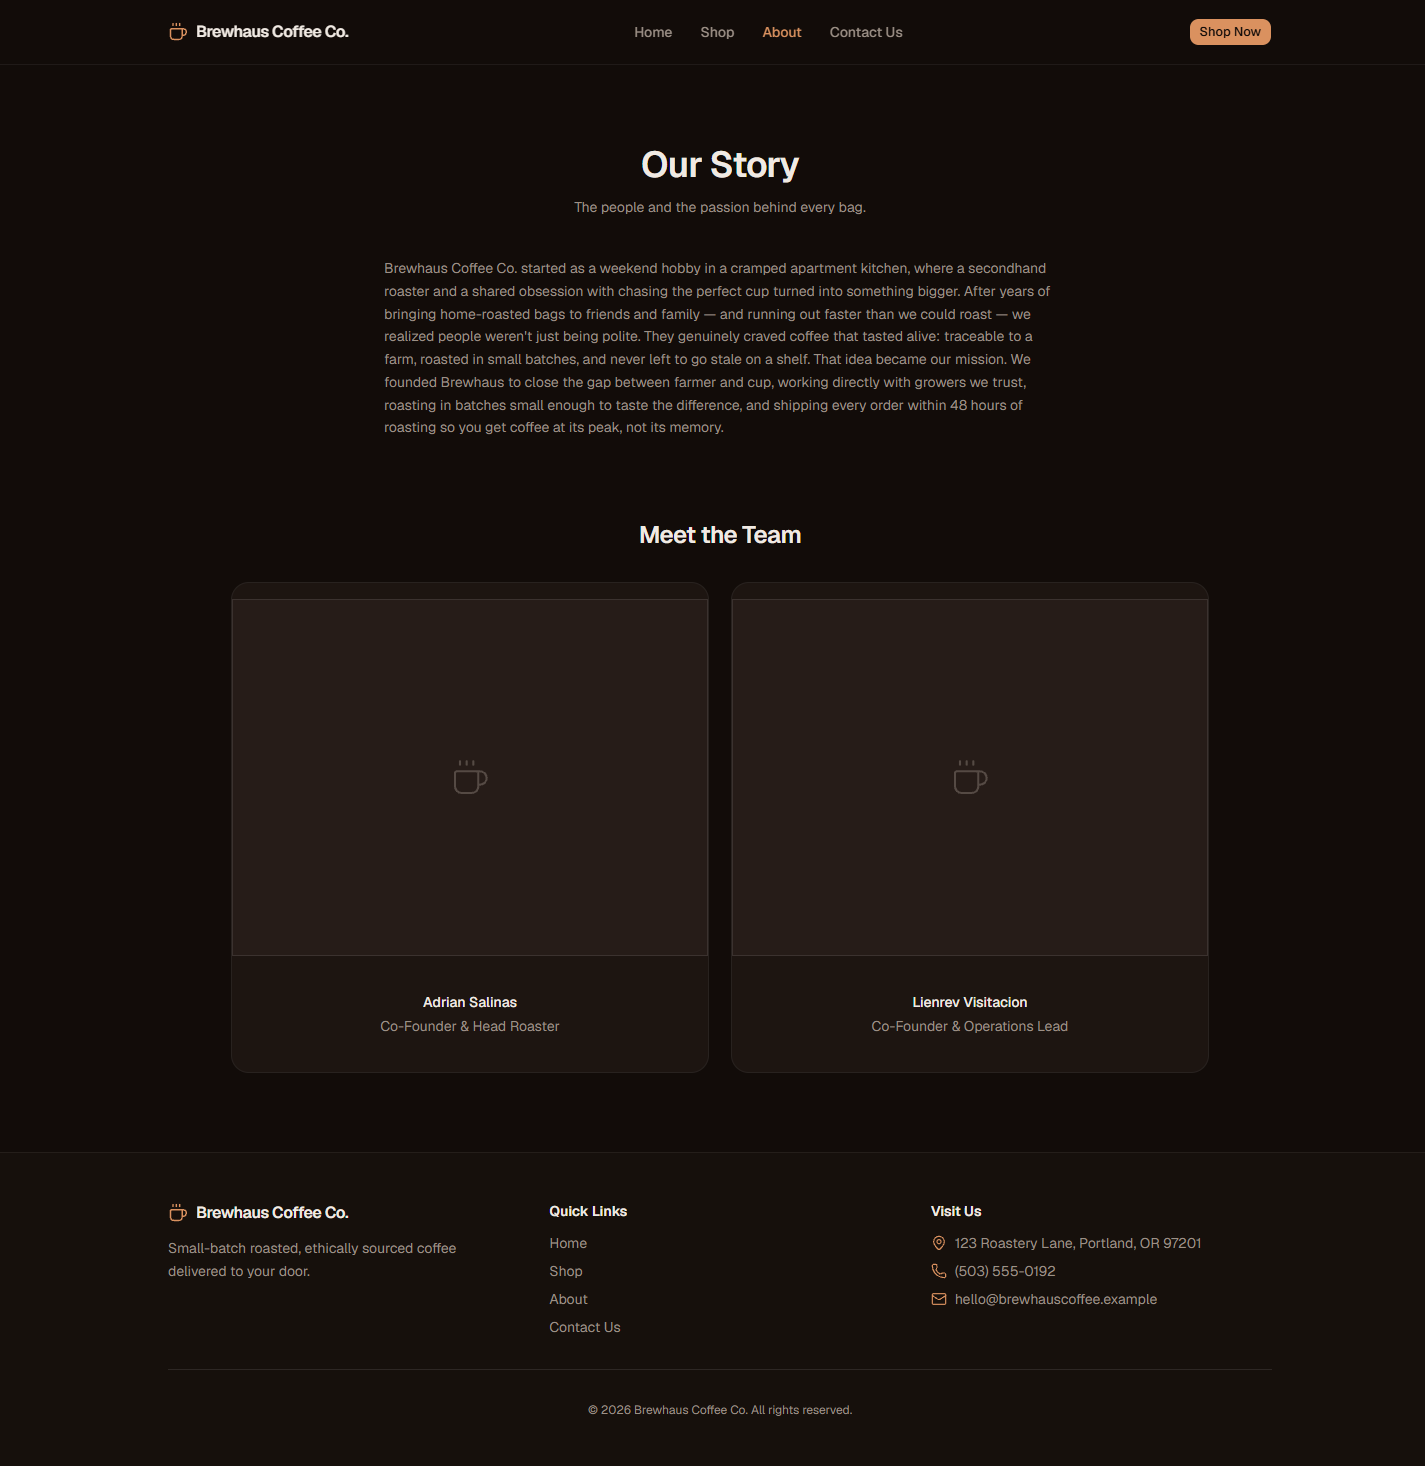 Brewhaus Coffee Co.
Home
Shop
About
Contact Us
Shop Now
Our Story
The people and the passion behind every bag.
Brewhaus Coffee Co. started as a weekend hobby in a cramped apartment kitchen, where a secondhand
roaster and a shared obsession with chasing the perfect cup turned into something bigger. After years of
bringing home-roasted bags to friends and family — and running out faster than we could roast — we
realized people weren't just being polite. They genuinely craved coffee that tasted alive: traceable to a
farm, roasted in small batches, and never left to go stale on a shelf. That idea became our mission. We
founded Brewhaus to close the gap between farmer and cup, working directly with growers we trust,
roasting in batches small enough to taste the difference, and shipping every order within 48 hours of
roasting so you get coffee at its peak, not its memory.
Meet the Team
Adrian Salinas
Co-Founder & Head Roaster
Lienrev Visitacion
Co-Founder & Operations Lead
Brewhaus Coffee Co.
Small-batch roasted, ethically sourced coffee
delivered to your door.
Quick Links
Home
Shop
About
Contact Us
Visit Us
123 Roastery Lane, Portland, OR 97201
(503) 555-0192
hello@brewhauscoffee.example
© 2026 Brewhaus Coffee Co. All rights reserved.